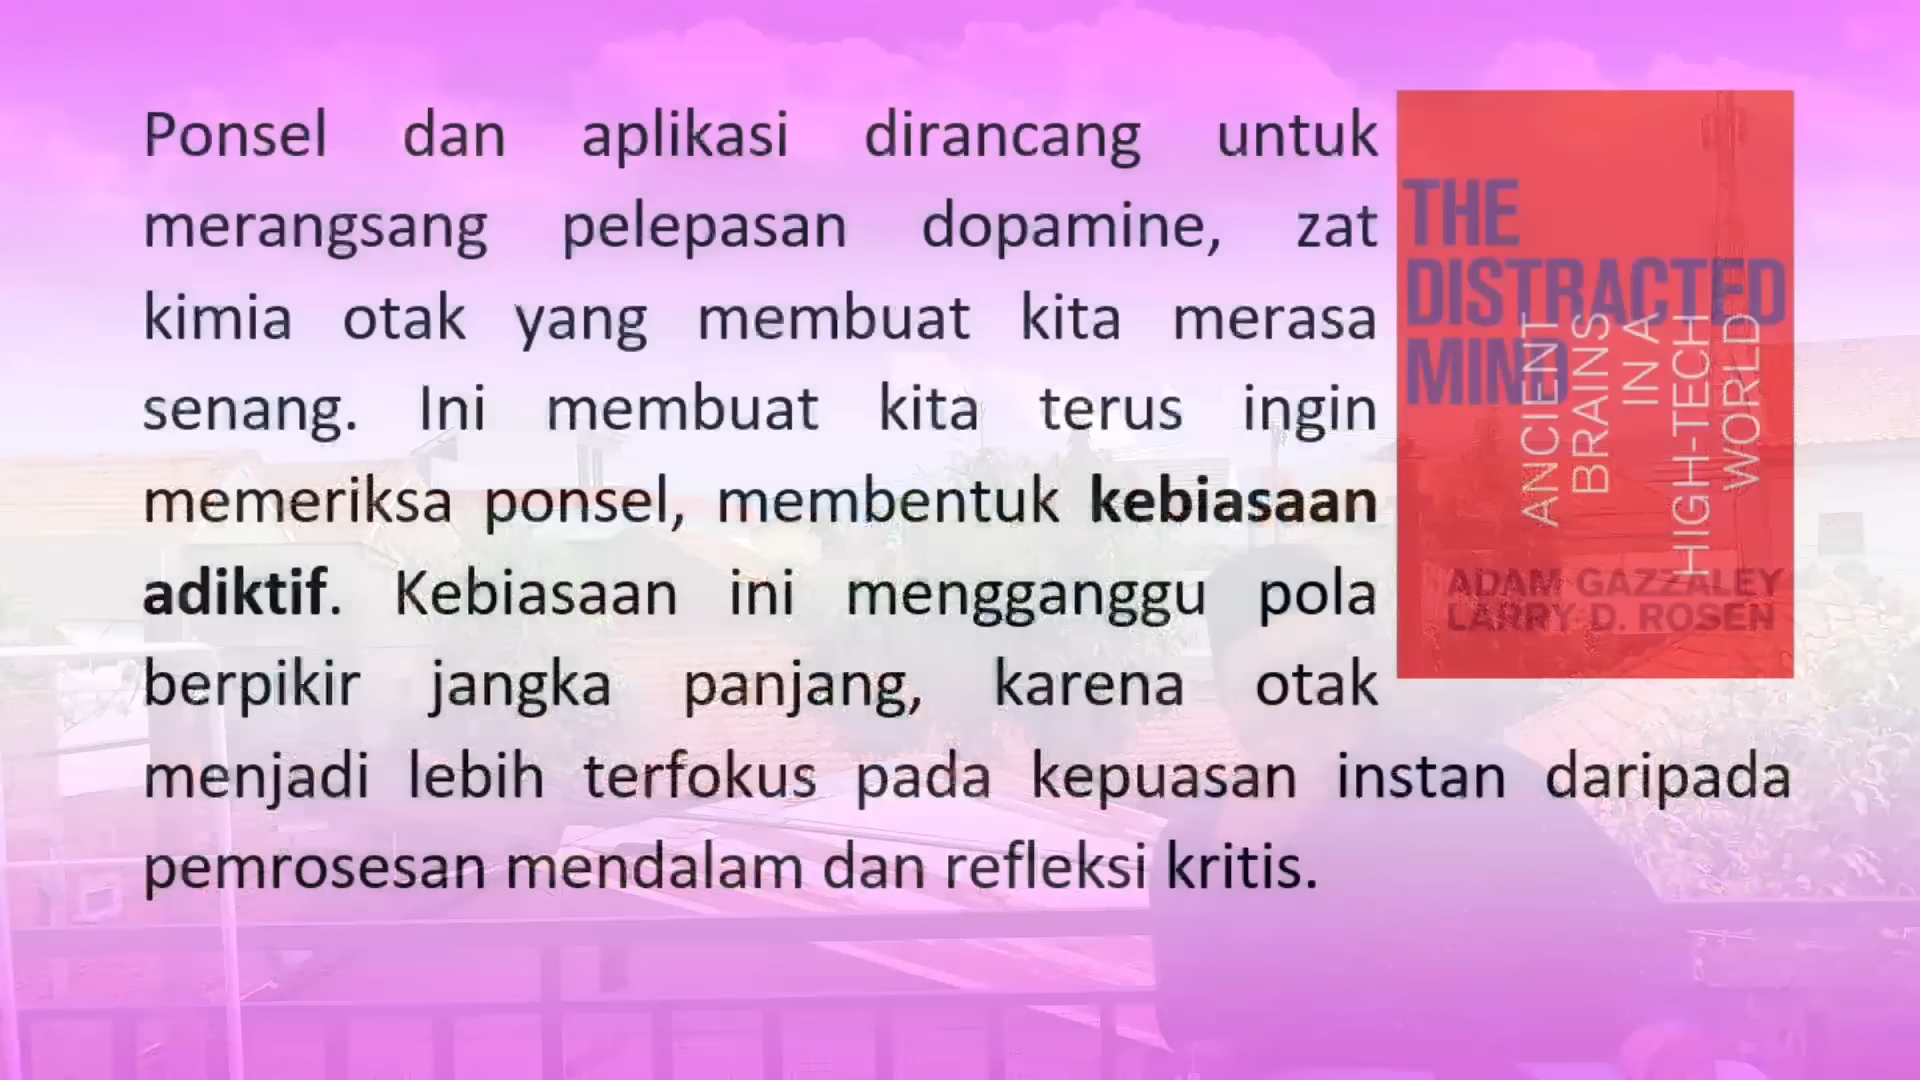 Ponsel dan aplikasi dirancang untuk
merangsang pelepasan dopamine, zat
kimia otak yang membuat kita merasa
senang. Ini membuat kita terus ingin
memeriksa ponsel, membentuk kebiasaan
adiktif. Kebiasaan ini mengganggu pola
berpikir jangka panjang, karena otak
menjadi lebih terfokus pada kepuasan instan daripada
pemrosesan mendalam dan refleksi kritis.
THE
DISTRACTED
MIND
ANCIENT
BRAINS
IN A
HIGH-TECH
WORLD
ADAM GAZZALEY
LARRY D. ROSEN